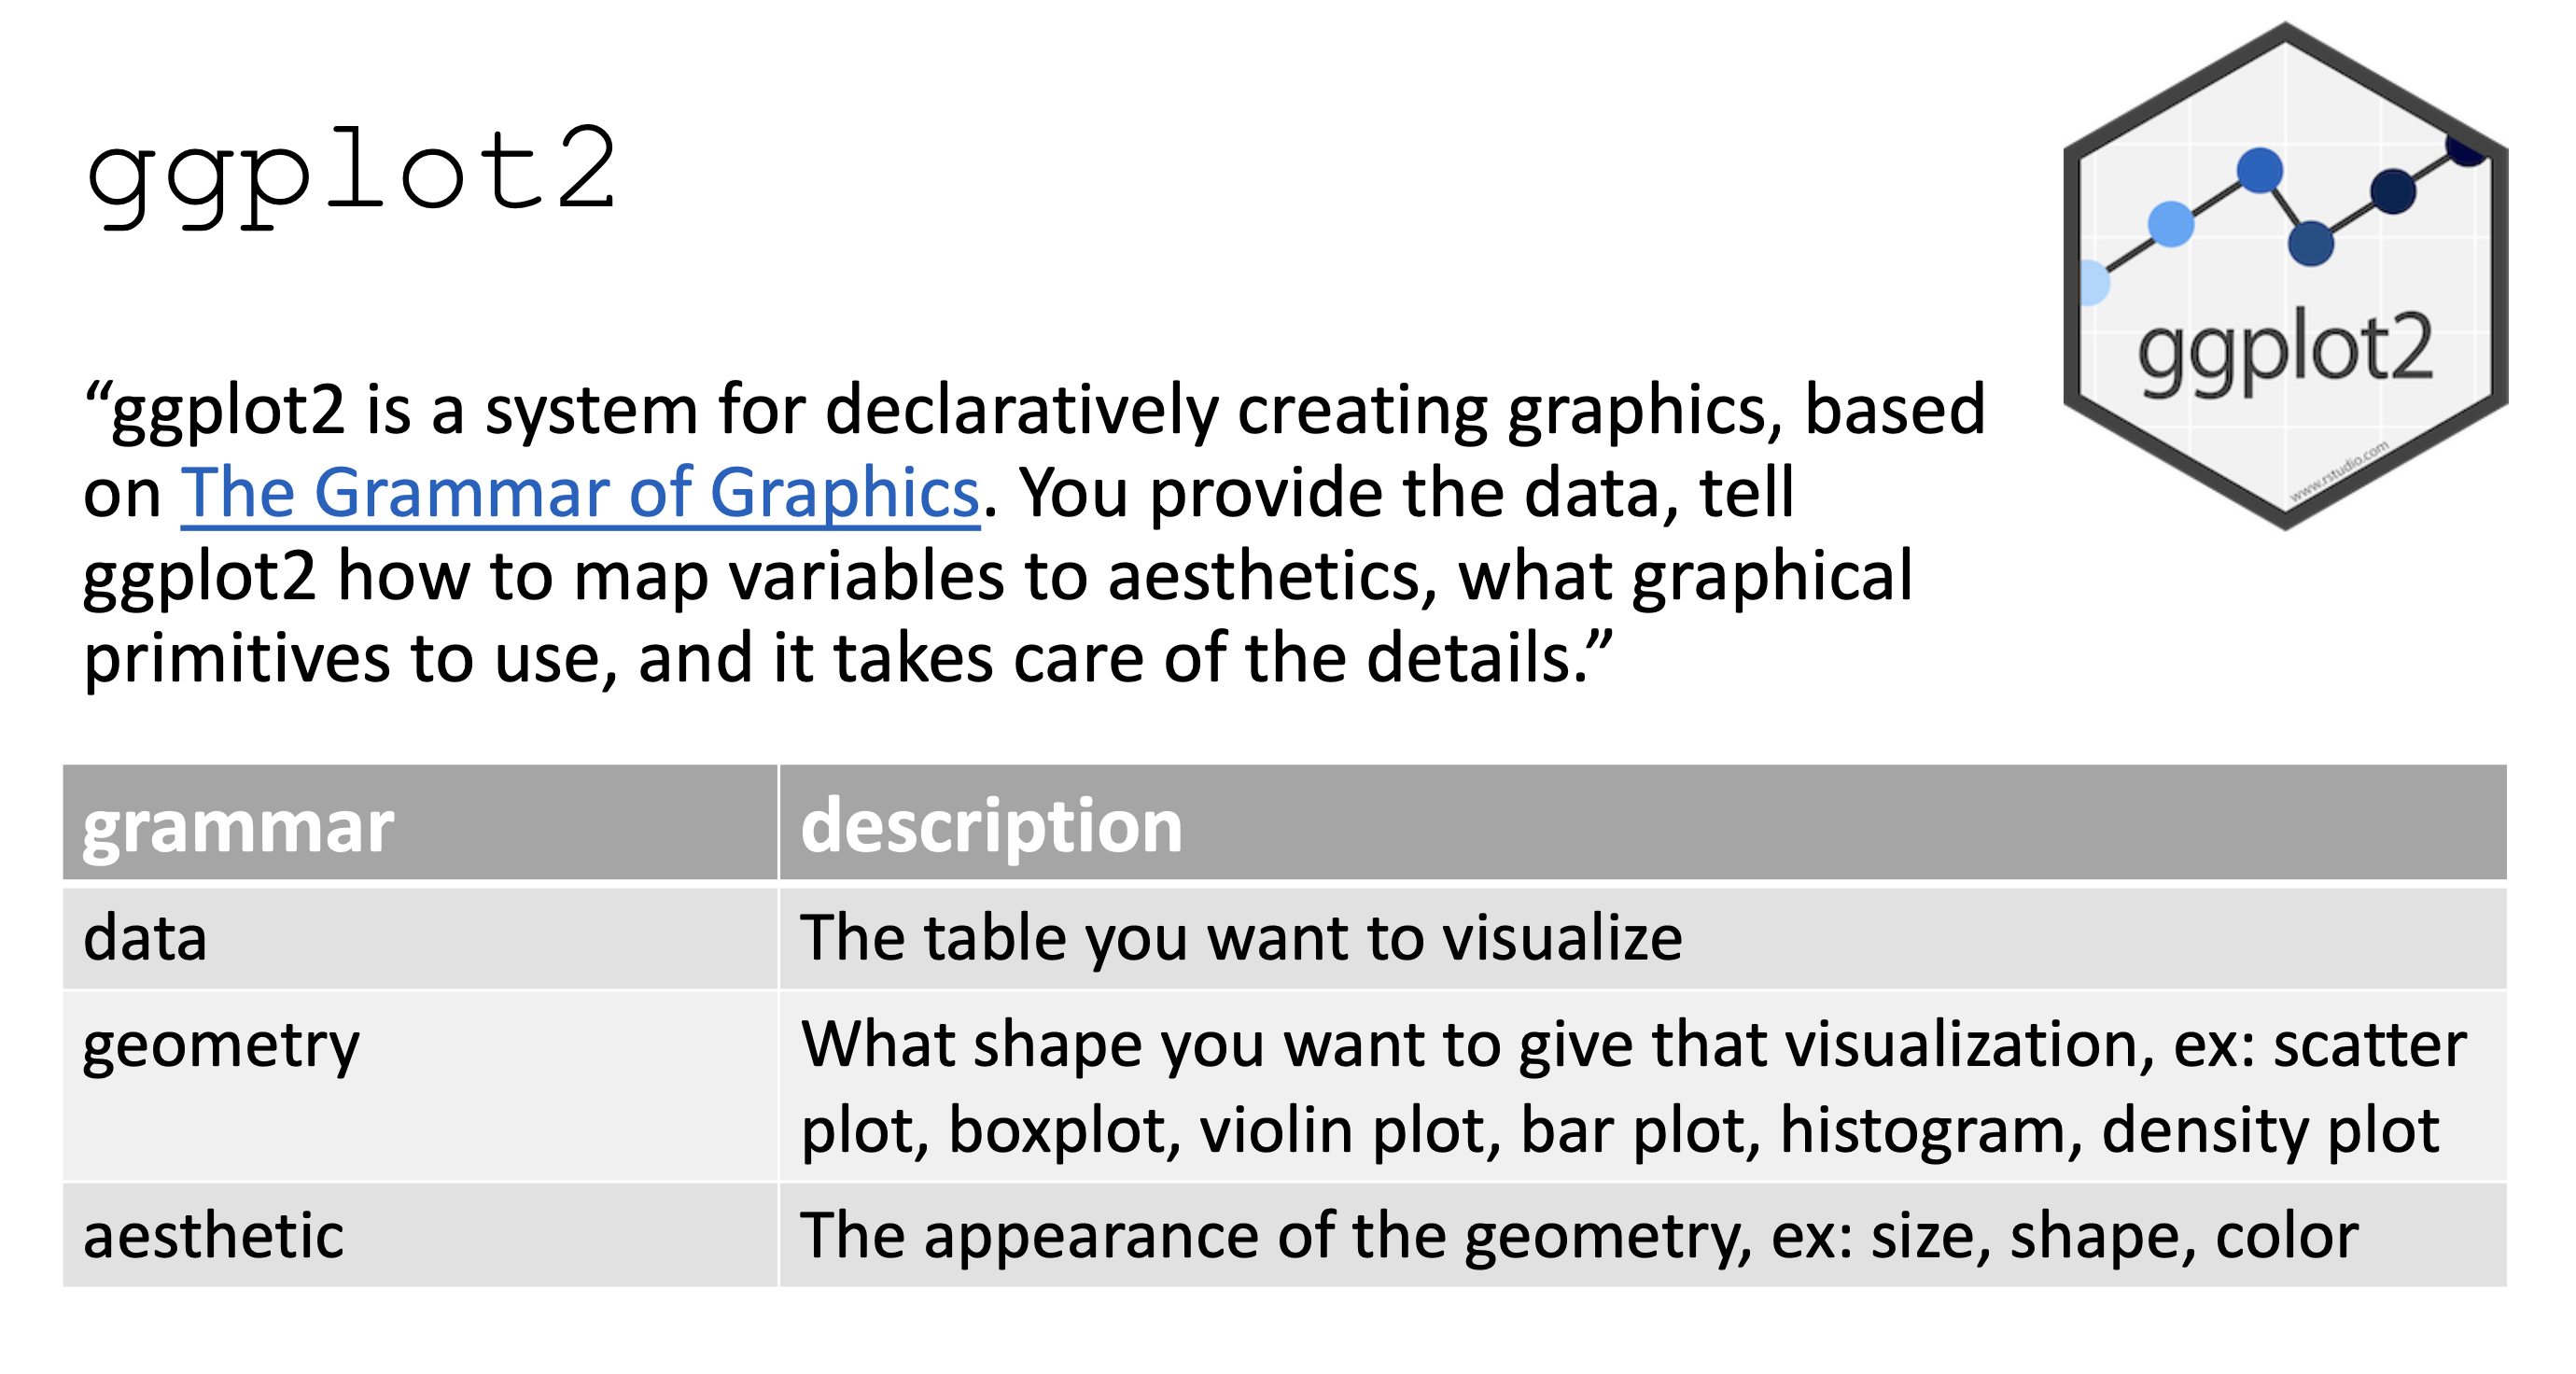 ggplot2
ggplot2
www.rstudio.com
“ggplot2 is a system for declaratively creating graphics, based
on The Grammar of Graphics. You provide the data, tell
ggplot2 how to map variables to aesthetics, what graphical
primitives to use, and it takes care of the details.”
grammar description
data The table you want to visualize
geometry What shape you want to give that visualization, ex: scatter
plot, boxplot, violin plot, bar plot, histogram, density plot
aesthetic The appearance of the geometry, ex: size, shape, color